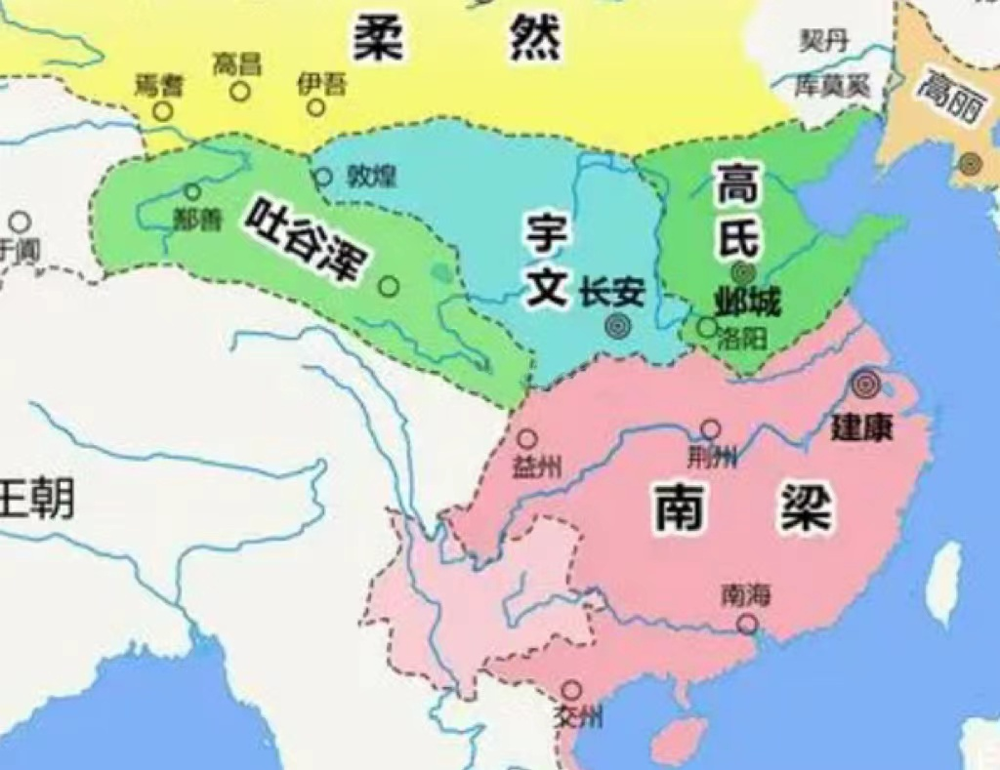 柔然
契丹
库莫奚
高丽
高昌
焉耆
伊吾
敦煌
鄯善
于阗
吐谷浑
宇文
长安
高氏
邺城
洛阳
建康
益州
荆州
南梁
王朝
南海
交州